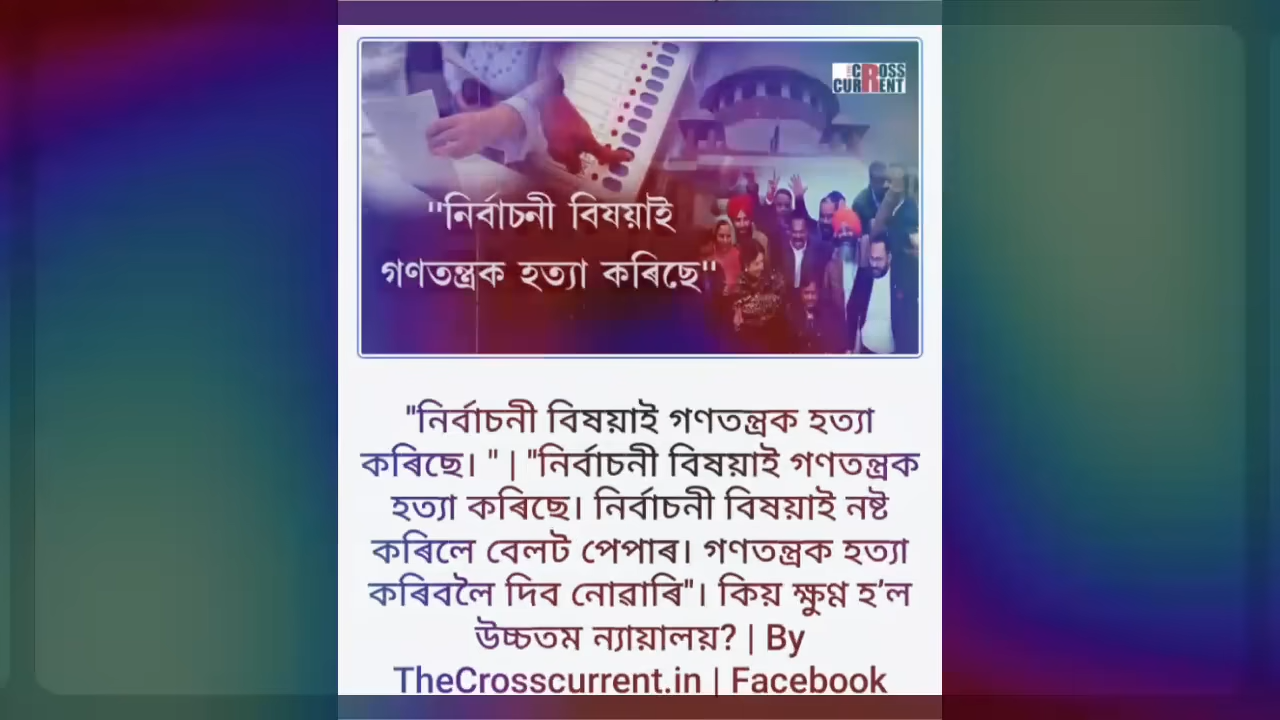 THE CROSS
CURRENT
"নিৰ্বাচনী বিষয়াই
গণতন্ত্ৰক হত্যা কৰিছে"
"নিৰ্বাচনী বিষয়াই গণতন্ত্ৰক হত্যা
কৰিছে। " | "নিৰ্বাচনী বিষয়াই গণতন্ত্ৰক
হত্যা কৰিছে। নিৰ্বাচনী বিষয়াই নষ্ট
কৰিলে বেলট পেপাৰ। গণতন্ত্ৰক হত্যা
কৰিবলৈ দিব নোৱাৰি"। কিয় ক্ষুণ্ণ হ’ল
উচ্চতম ন্যায়ালয়? | By
TheCrosscurrent.in | Facebook